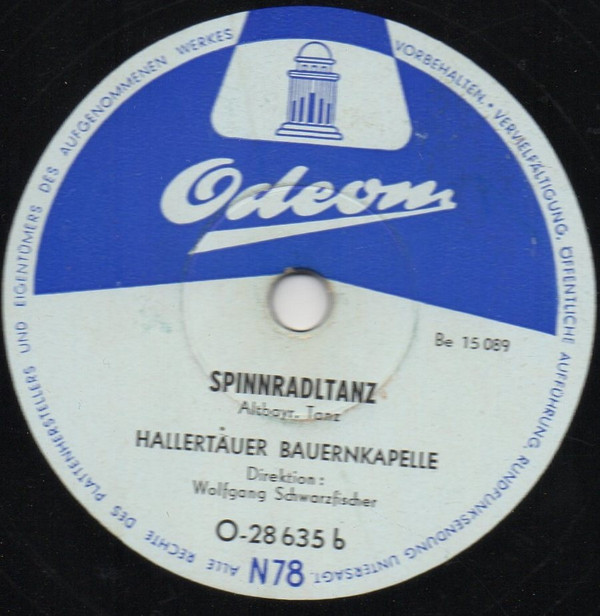 ALLE RECHTE DES PLATTENHERSTELLERS UND EIGENTÜMERS DES AUFGENOMMENEN WERKES VORBEHALTEN. • VERVIELFÄLTIGUNG, ÖFFENTLICHE AUFFÜHRUNG, RUNDFUNKSENDUNG UNTERSAGT.
Odeon
Be 15 089
SPINNRADLTANZ
Altbayr. Tanz
HALLERTÄUER BAUERNKAPELLE
Direktion:
Wolfgang Schwarzfischer
O-28 635 b
N78